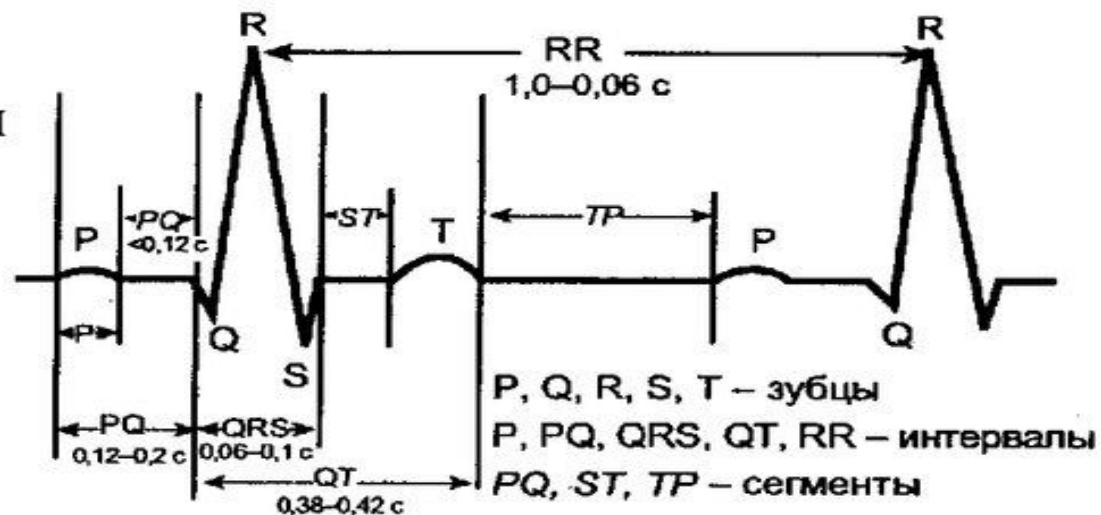 R
R
RR
1,0–0,06 с
P
PQ
<0,12 с
ST
T
TP
P
P
Q
S
Q
PQ
0,12–0,2 с
QRS
0,06–0,1 с
QT
0,38–0,42 с
P, Q, R, S, T – зубцы
P, PQ, QRS, QT, RR – интервалы
PQ, ST, TP – сегменты